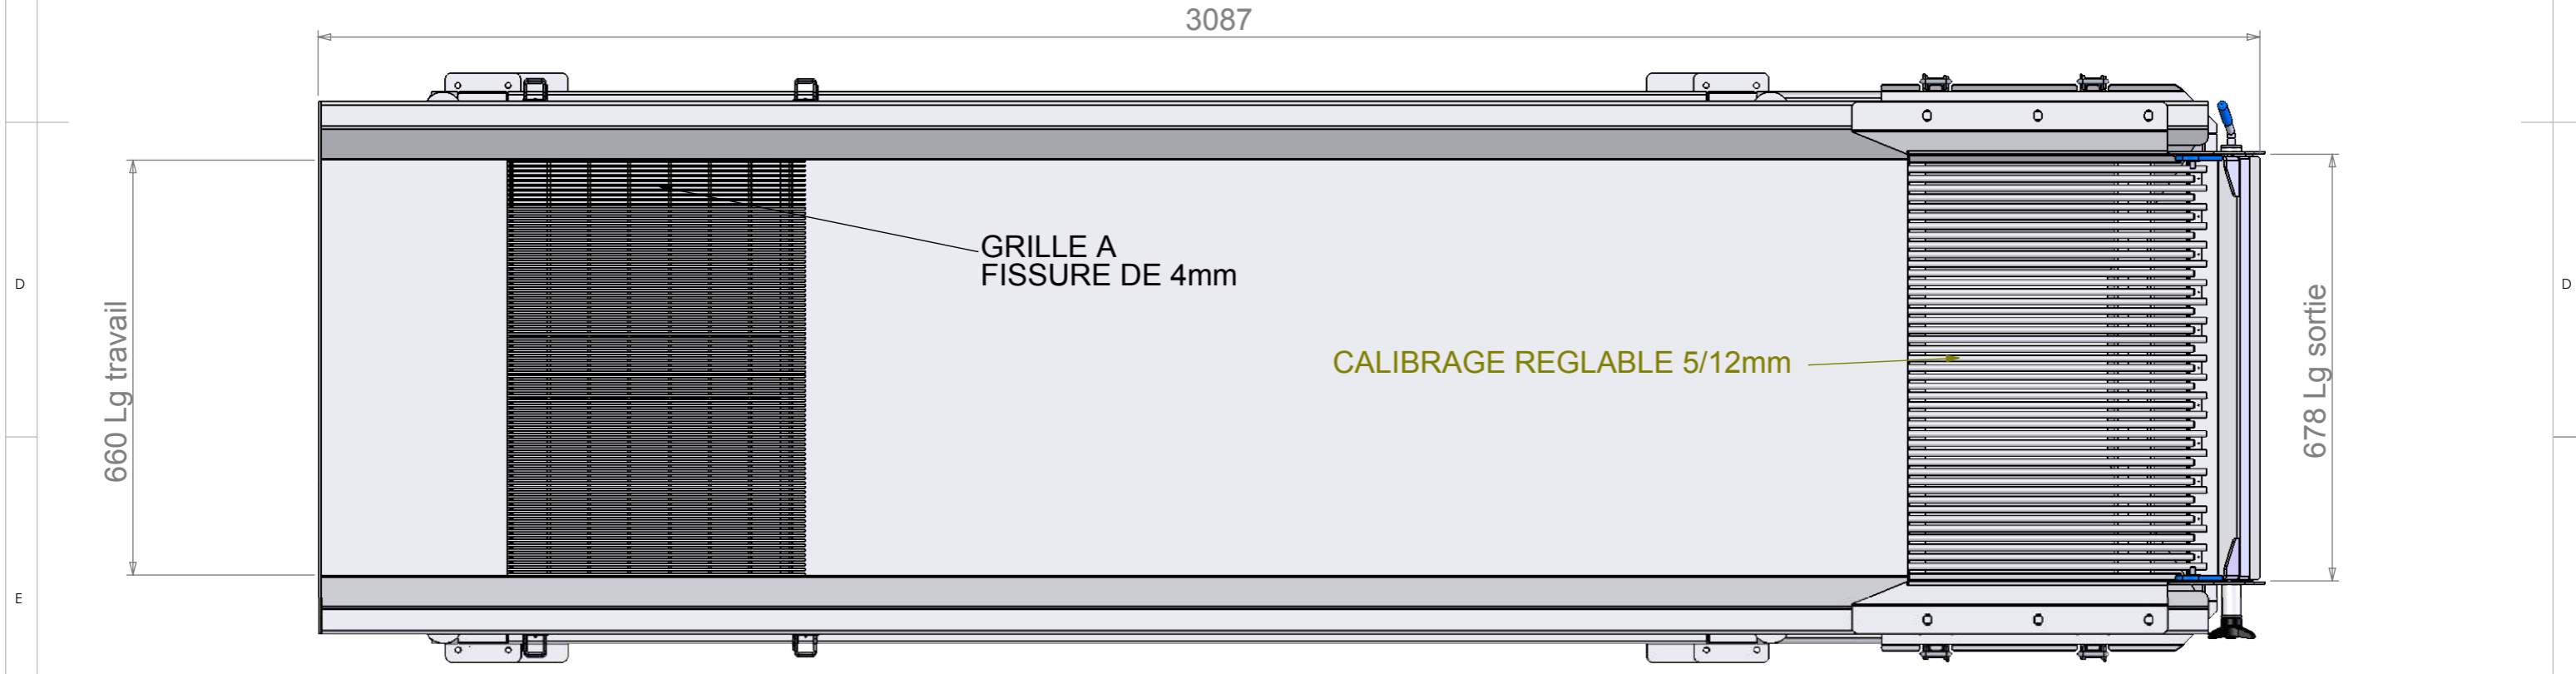 3087
GRILLE A
FISSURE DE 4mm
D
D
660 Lg travail
CALIBRAGE REGLABLE 5/12mm
678 Lg sortie
E